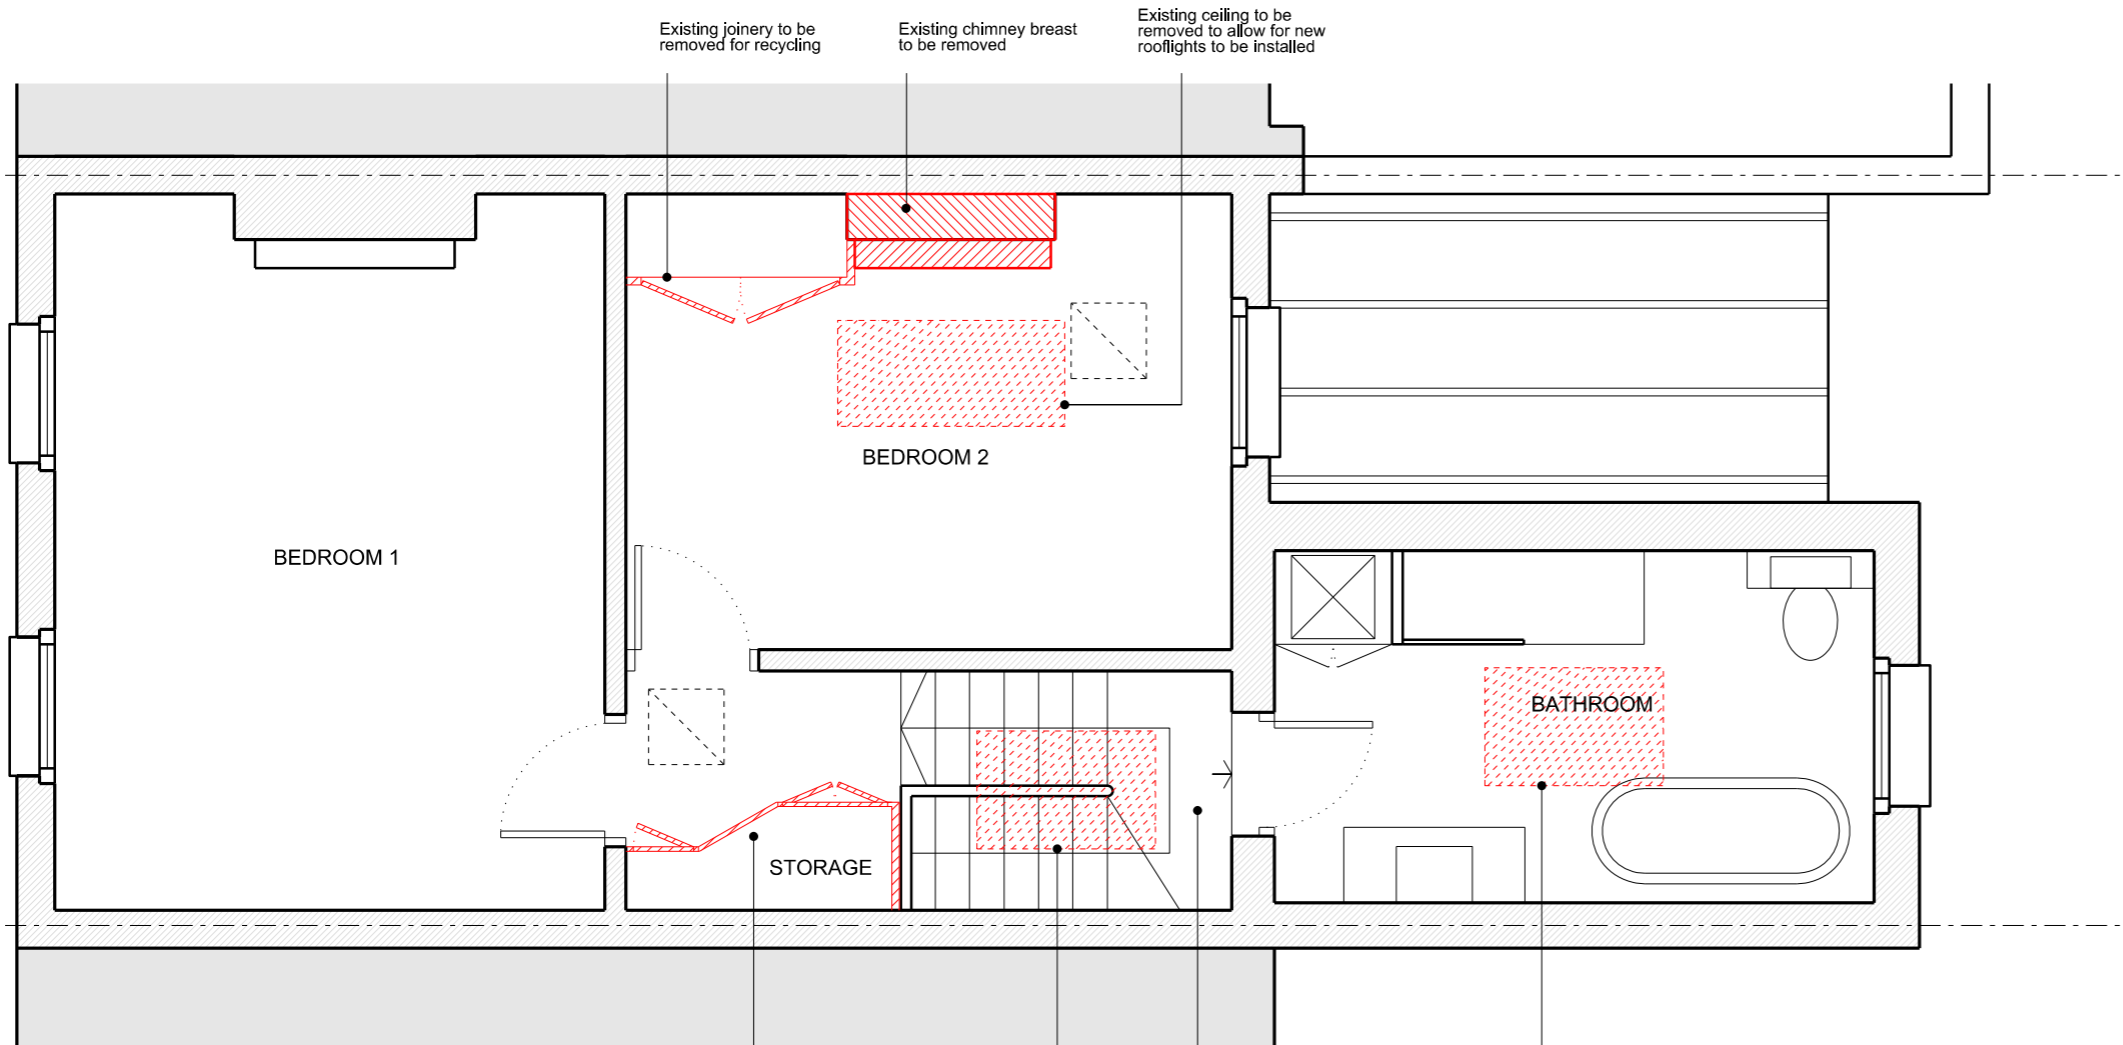 Existing joinery to be
removed for recycling
Existing chimney breast
to be removed
Existing ceiling to be
removed to allow for new
rooflights to be installed
BEDROOM 2
BEDROOM 1
BATHROOM
STORAGE